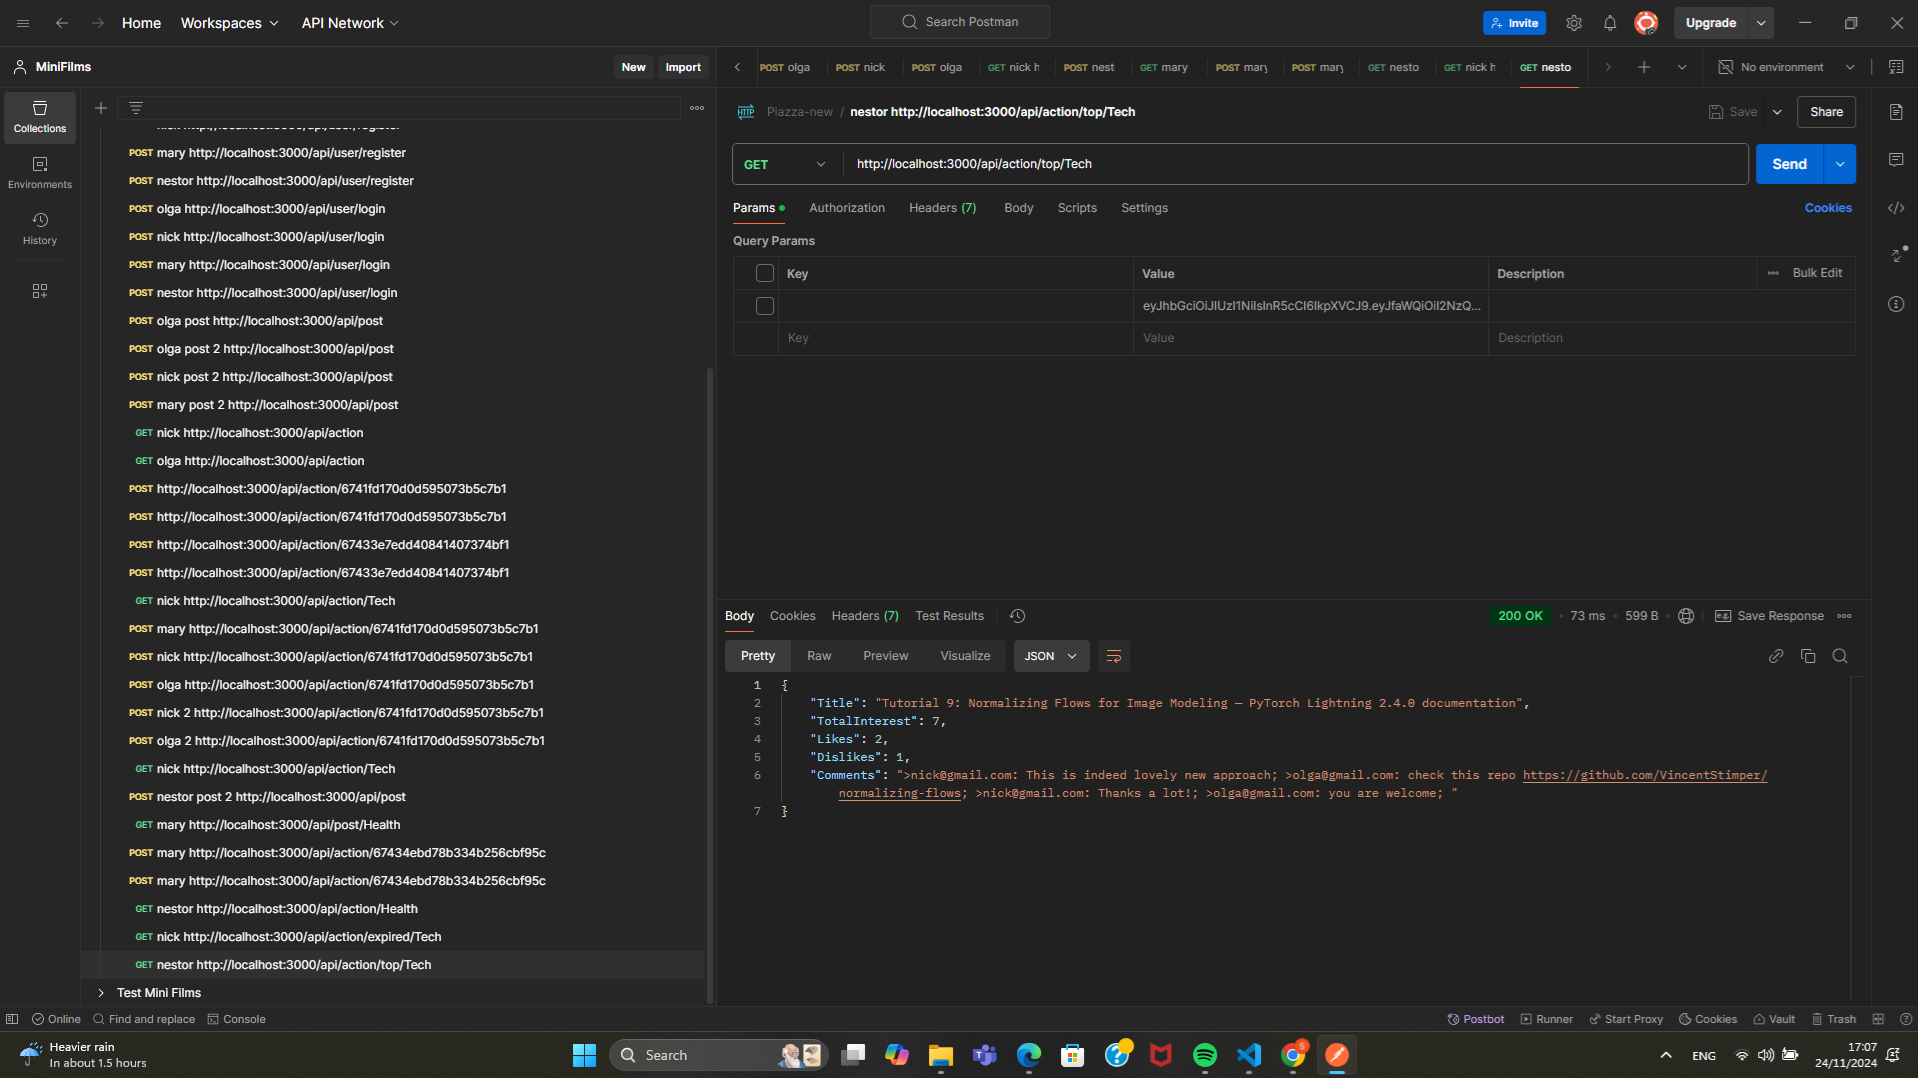 Home
Workspaces
API Network
Search Postman
Invite
Upgrade
MiniFilms
New
Import
POST olga
POST nick
POST olga
GET nick h
POST nest
GET mary
POST mary
POST mary
GET nesto
GET nick h
GET nesto
No environment
Collections
Environments
History
POST mary http://localhost:3000/api/user/register
POST nestor http://localhost:3000/api/user/register
POST olga http://localhost:3000/api/user/login
POST nick http://localhost:3000/api/user/login
POST mary http://localhost:3000/api/user/login
POST nestor http://localhost:3000/api/user/login
POST olga post http://localhost:3000/api/post
POST olga post 2 http://localhost:3000/api/post
POST nick post 2 http://localhost:3000/api/post
POST mary post 2 http://localhost:3000/api/post
GET nick http://localhost:3000/api/action
GET olga http://localhost:3000/api/action
POST http://localhost:3000/api/action/6741fd170d0d595073b5c7b1
POST http://localhost:3000/api/action/6741fd170d0d595073b5c7b1
POST http://localhost:3000/api/action/67433e7edd40841407374bf1
POST http://localhost:3000/api/action/67433e7edd40841407374bf1
GET nick http://localhost:3000/api/action/Tech
POST mary http://localhost:3000/api/action/6741fd170d0d595073b5c7b1
POST nick http://localhost:3000/api/action/6741fd170d0d595073b5c7b1
POST olga http://localhost:3000/api/action/6741fd170d0d595073b5c7b1
POST nick 2 http://localhost:3000/api/action/6741fd170d0d595073b5c7b1
POST olga 2 http://localhost:3000/api/action/6741fd170d0d595073b5c7b1
GET nick http://localhost:3000/api/action/Tech
POST nestor post 2 http://localhost:3000/api/post
GET mary http://localhost:3000/api/post/Health
POST mary http://localhost:3000/api/action/67434ebd78b334b256cbf95c
POST mary http://localhost:3000/api/action/67434ebd78b334b256cbf95c
GET nestor http://localhost:3000/api/action/Health
GET nick http://localhost:3000/api/action/expired/Tech
GET nestor http://localhost:3000/api/action/top/Tech
Test Mini Films
HTTP Piazza-new / nestor http://localhost:3000/api/action/top/Tech
Save
Share
GET
http://localhost:3000/api/action/top/Tech
Send
Params
Authorization
Headers (7)
Body
Scripts
Settings
Cookies
Query Params
Key
Value
Description
Bulk Edit
eyJhbGciOiJIUzI1NiIsInR5cCI6IkpXVCJ9.eyJfaWQiOiI2NzQ...
Key
Value
Description
Body
Cookies
Headers (7)
Test Results
200 OK
73 ms
599 B
Save Response
Pretty
Raw
Preview
Visualize
JSON
1 {
2 "Title": "Tutorial 9: Normalizing Flows for Image Modeling — PyTorch Lightning 2.4.0 documentation",
3 "TotalInterest": 7,
4 "Likes": 2,
5 "Dislikes": 1,
6 "Comments": ">nick@gmail.com: This is indeed lovely new approach; >olga@gmail.com: check this repo https://github.com/VincentStimper/
normalizing-flows; >nick@gmail.com: Thanks a lot!; >olga@gmail.com: you are welcome; "
7 }
Online
Find and replace
Console
Postbot
Runner
Start Proxy
Cookies
Vault
Trash
Heavier rain
In about 1.5 hours
Search
ENG
17:07
24/11/2024